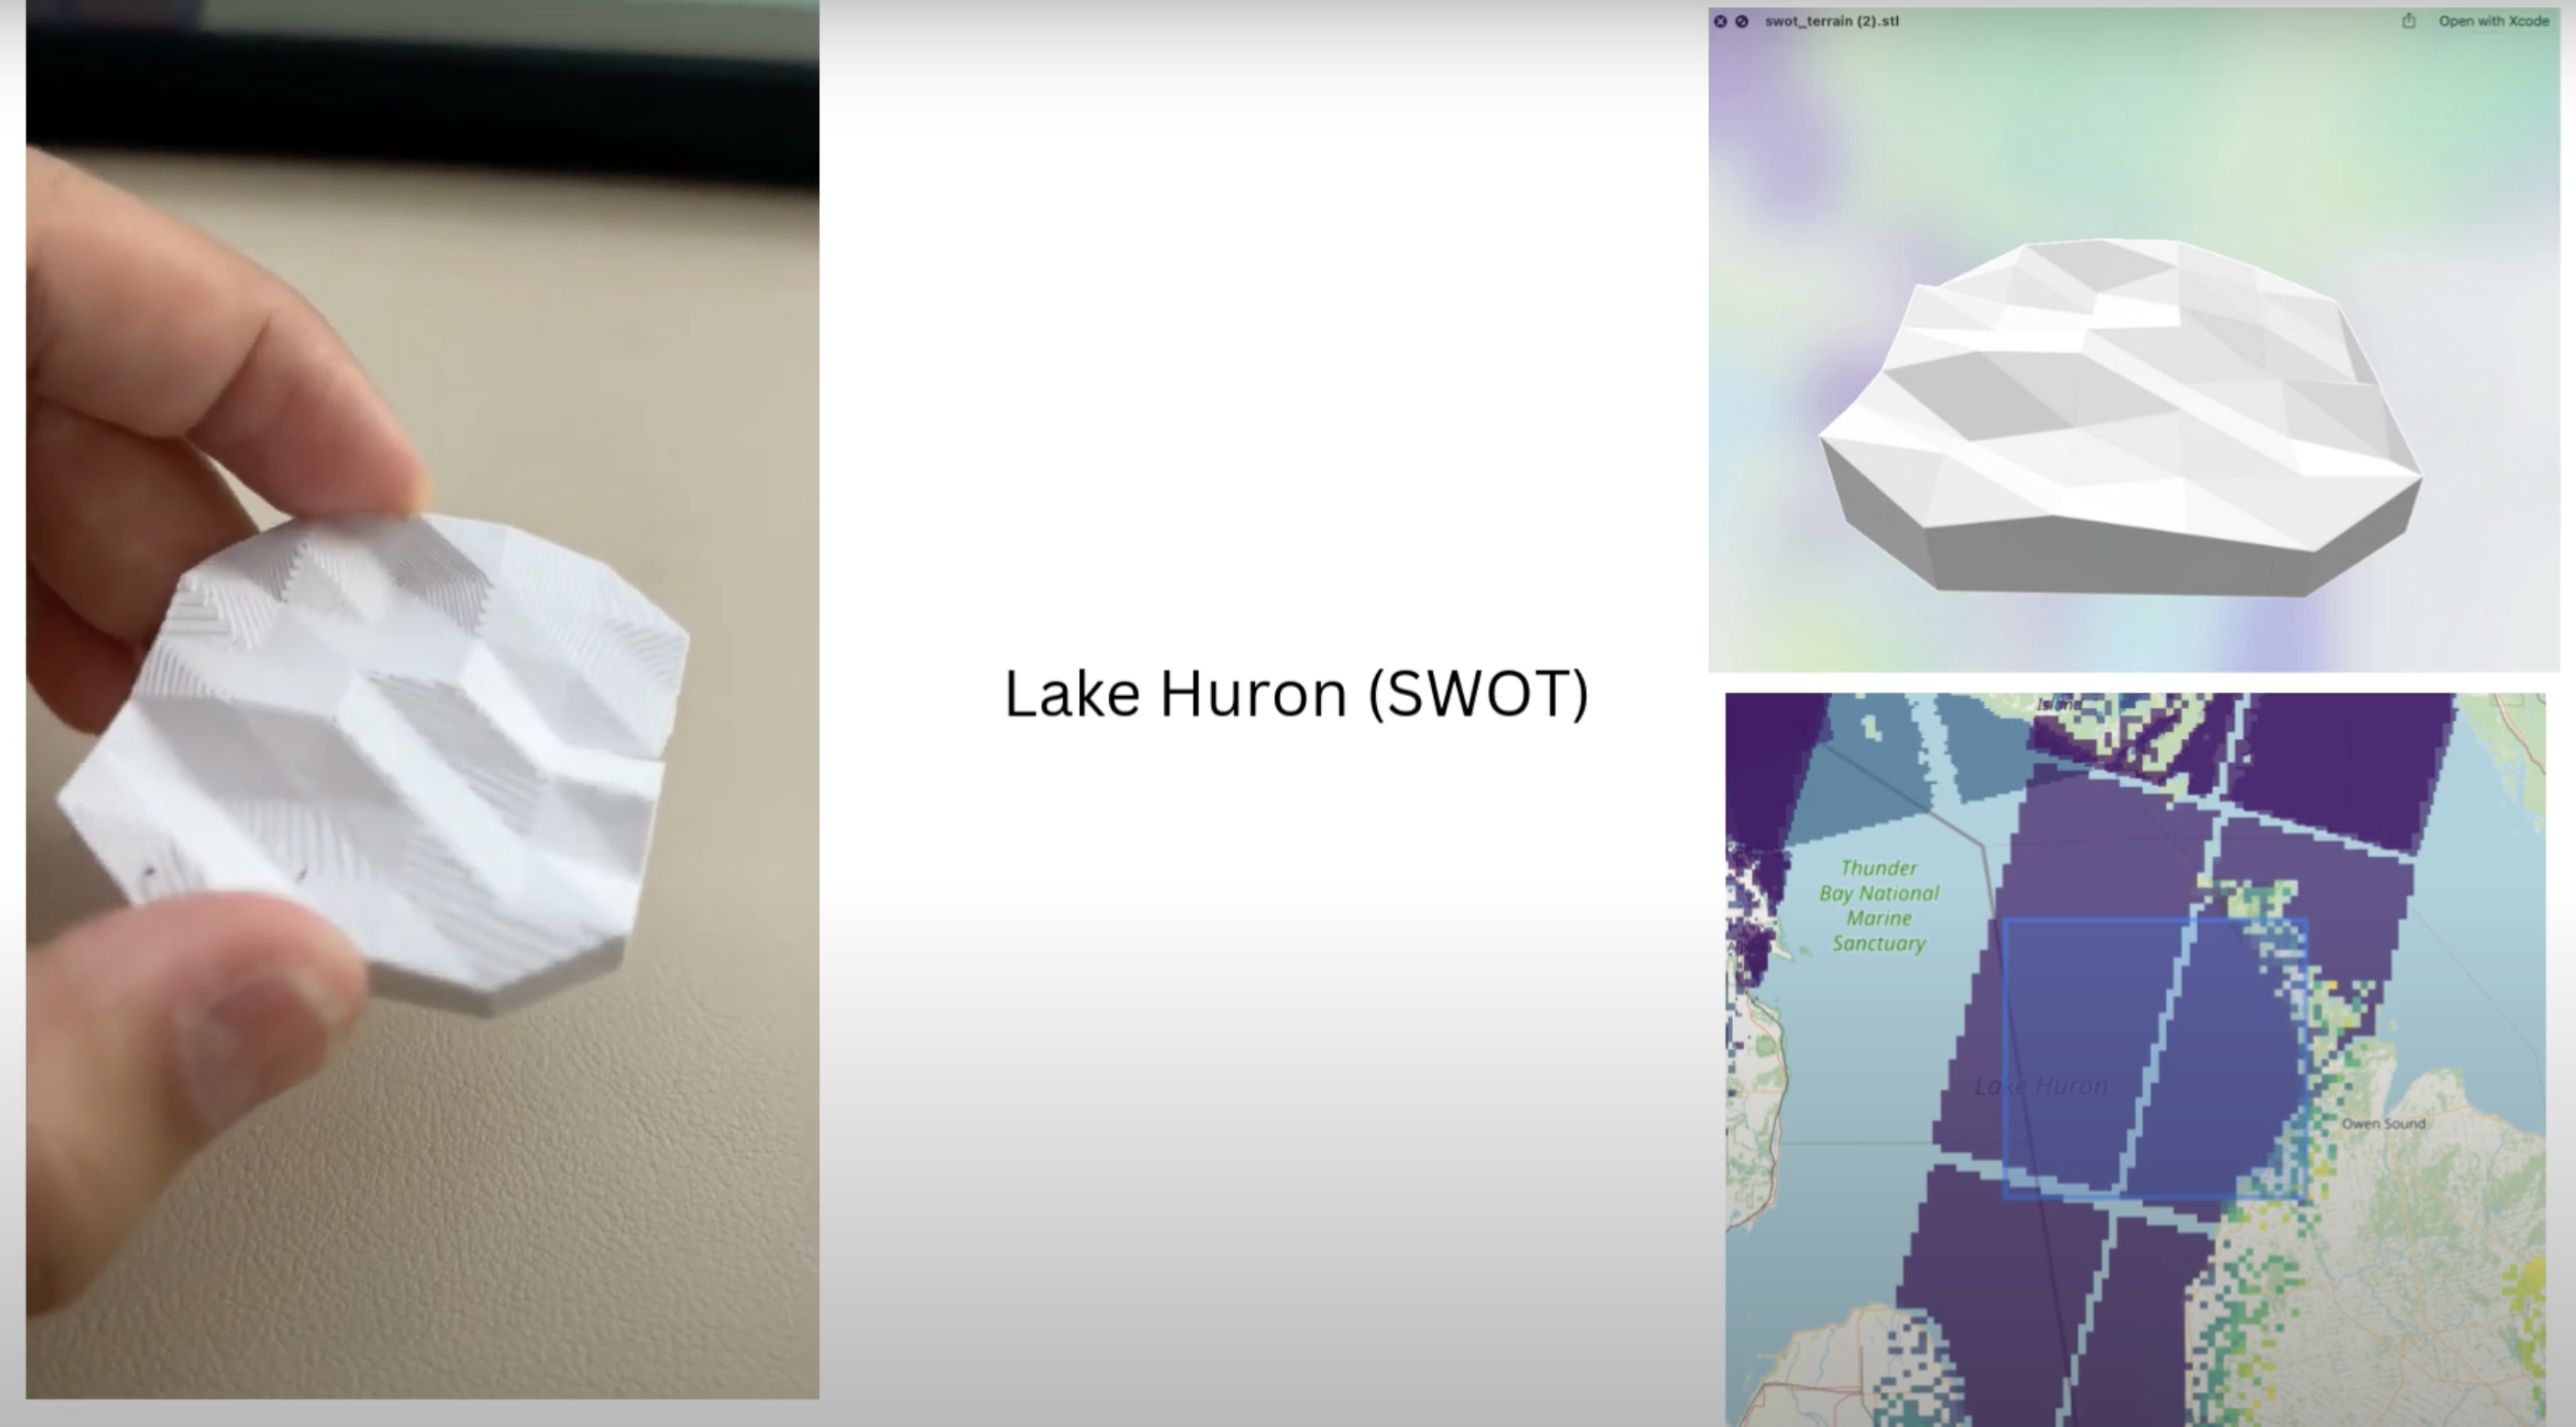 swot_terrain (2).stl
Open with Xcode
Lake Huron (SWOT)
Island
Thunder
Bay National
Marine
Sanctuary
Lake Huron
Owen Sound